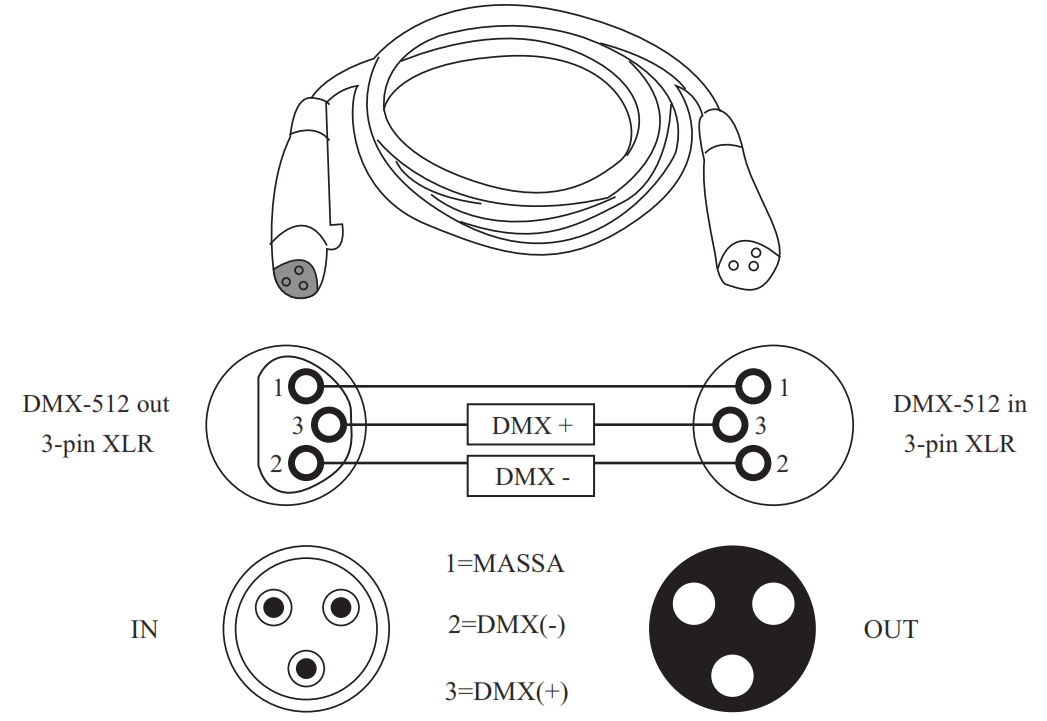 1
1
DMX-512 out
3-pin XLR
3
DMX +
3
DMX-512 in
3-pin XLR
2
DMX -
2
1=MASSA
IN
2=DMX(-)
OUT
3=DMX(+)